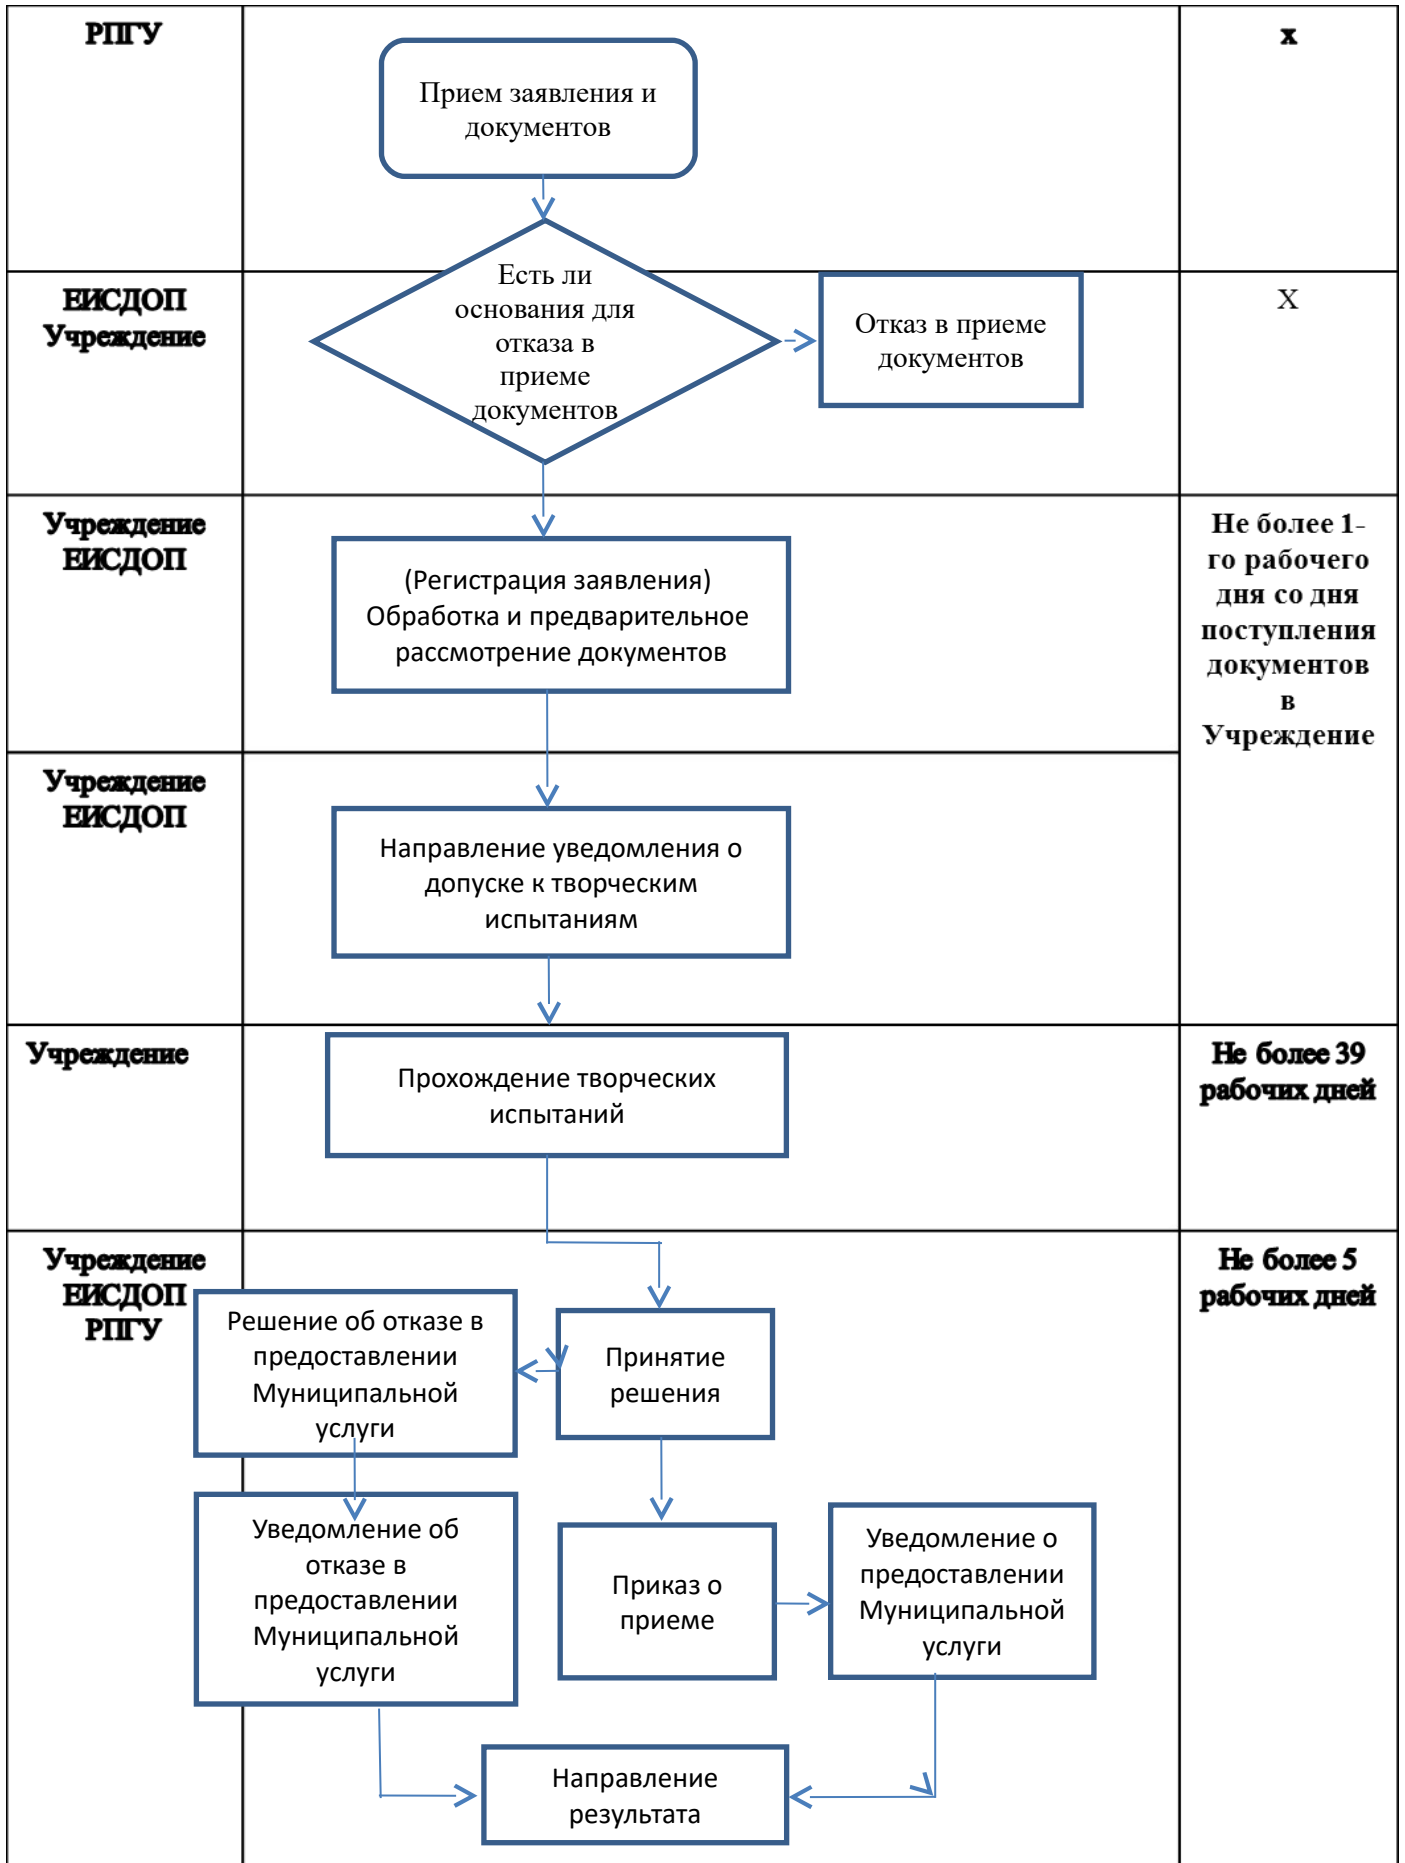 РПГУ
Прием заявления и
документов
х
ЕИСДОП
Учреждение
Есть ли
основания для
отказа в
приеме
документов
Отказ в приеме
документов
Х
Учреждение
ЕИСДОП
(Регистрация заявления)
Обработка и предварительное
рассмотрение документов
Не более 1-
го рабочего
дня со дня
поступления
документов
в
Учреждение
Учреждение
ЕИСДОП
Направление уведомления о
допуске к творческим
испытаниям
Учреждение
Прохождение творческих
испытаний
Не более 39
рабочих дней
Учреждение
ЕИСДОП
РПГУ
Решение об отказе в
предоставлении
Муниципальной
услуги
Принятие
решения
Не более 5
рабочих дней
Уведомление об
отказе в
предоставлении
Муниципальной
услуги
Приказ о
приеме
Уведомление о
предоставлении
Муниципальной
услуги
Направление
результата